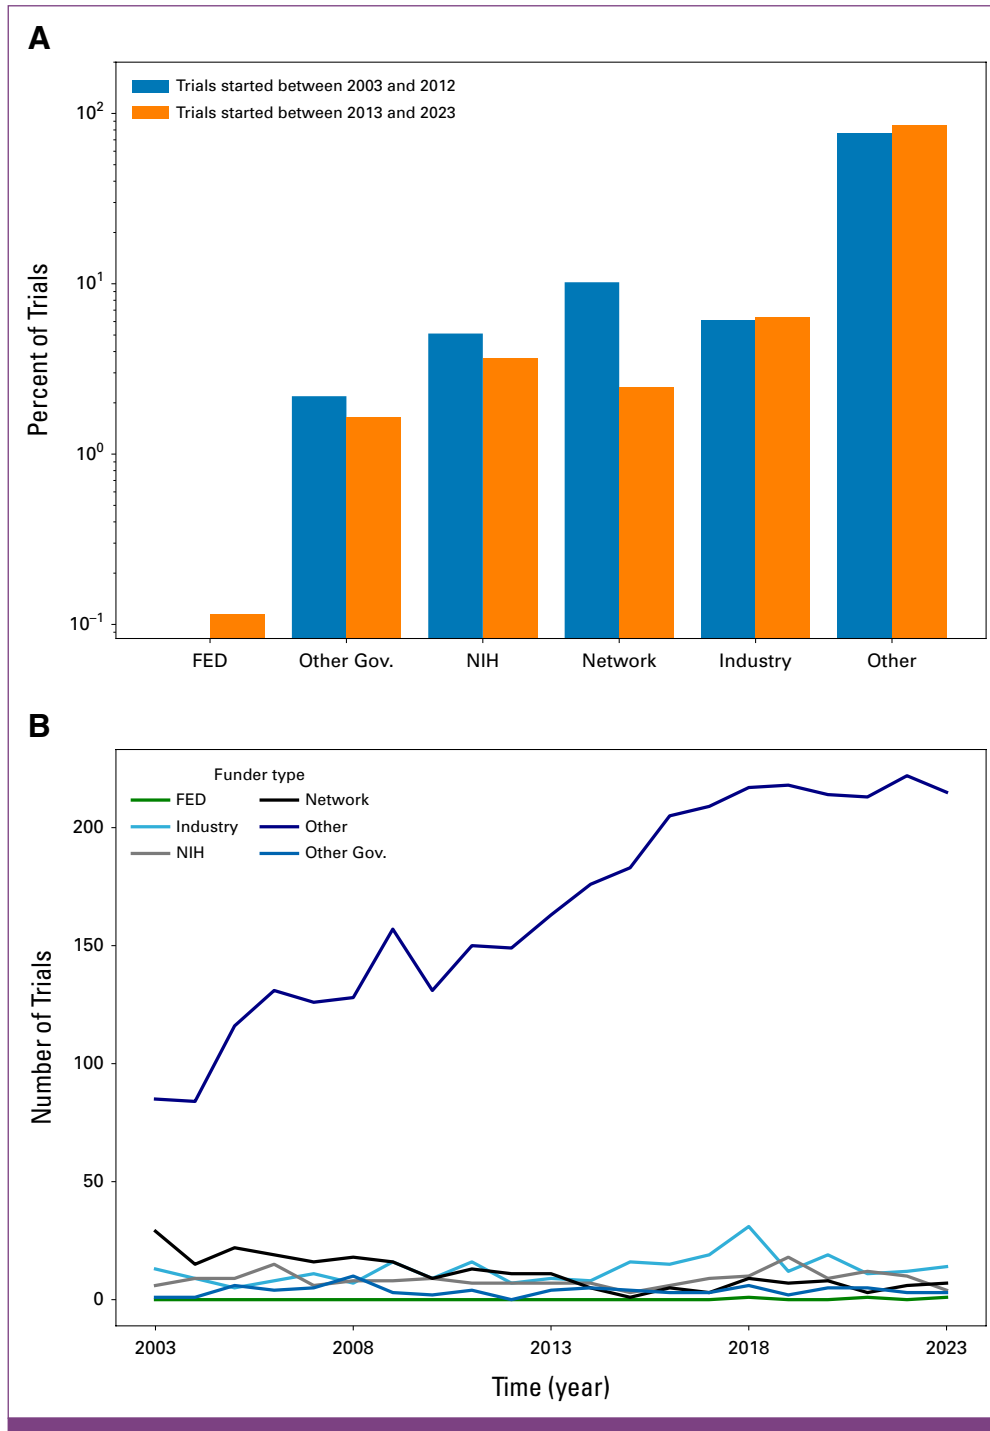 A
Trials started between 2003 and 2012
Trials started between 2013 and 2023
Percent of Trials
10²
10¹
10⁰
10⁻¹
FED Other Gov. NIH Network Industry Other
B
Funder type
FED Network
Industry Other
NIH Other Gov.
Number of Trials
200
150
100
50
0
2003 2008 2013 2018 2023
Time (year)